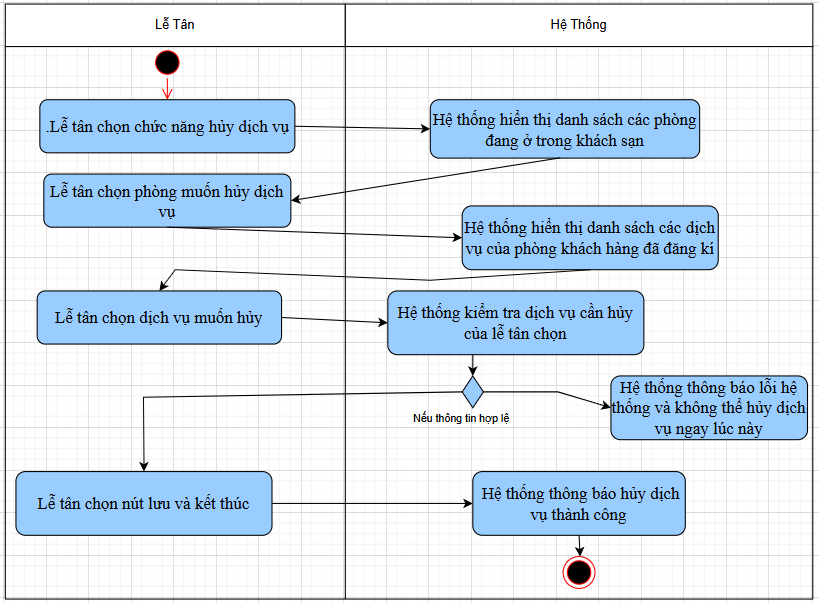 Lễ Tân
Hệ Thống
.Lễ tân chọn chức năng hủy dịch vụ
Hệ thống hiển thị danh sách các phòng
đang ở trong khách sạn
Lễ tân chọn phòng muốn hủy dịch
vụ
Hệ thống hiển thị danh sách các dịch
vụ của phòng khách hàng đã đăng kí
Lễ tân chọn dịch vụ muốn hủy
Hệ thống kiểm tra dịch vụ cần hủy
của lễ tân chọn
Nếu thông tin hợp lệ
Hệ thống thông báo lỗi hệ
thống và không thể hủy dịch
vụ ngay lúc này
Lễ tân chọn nút lưu và kết thúc
Hệ thống thông báo hủy dịch
vụ thành công